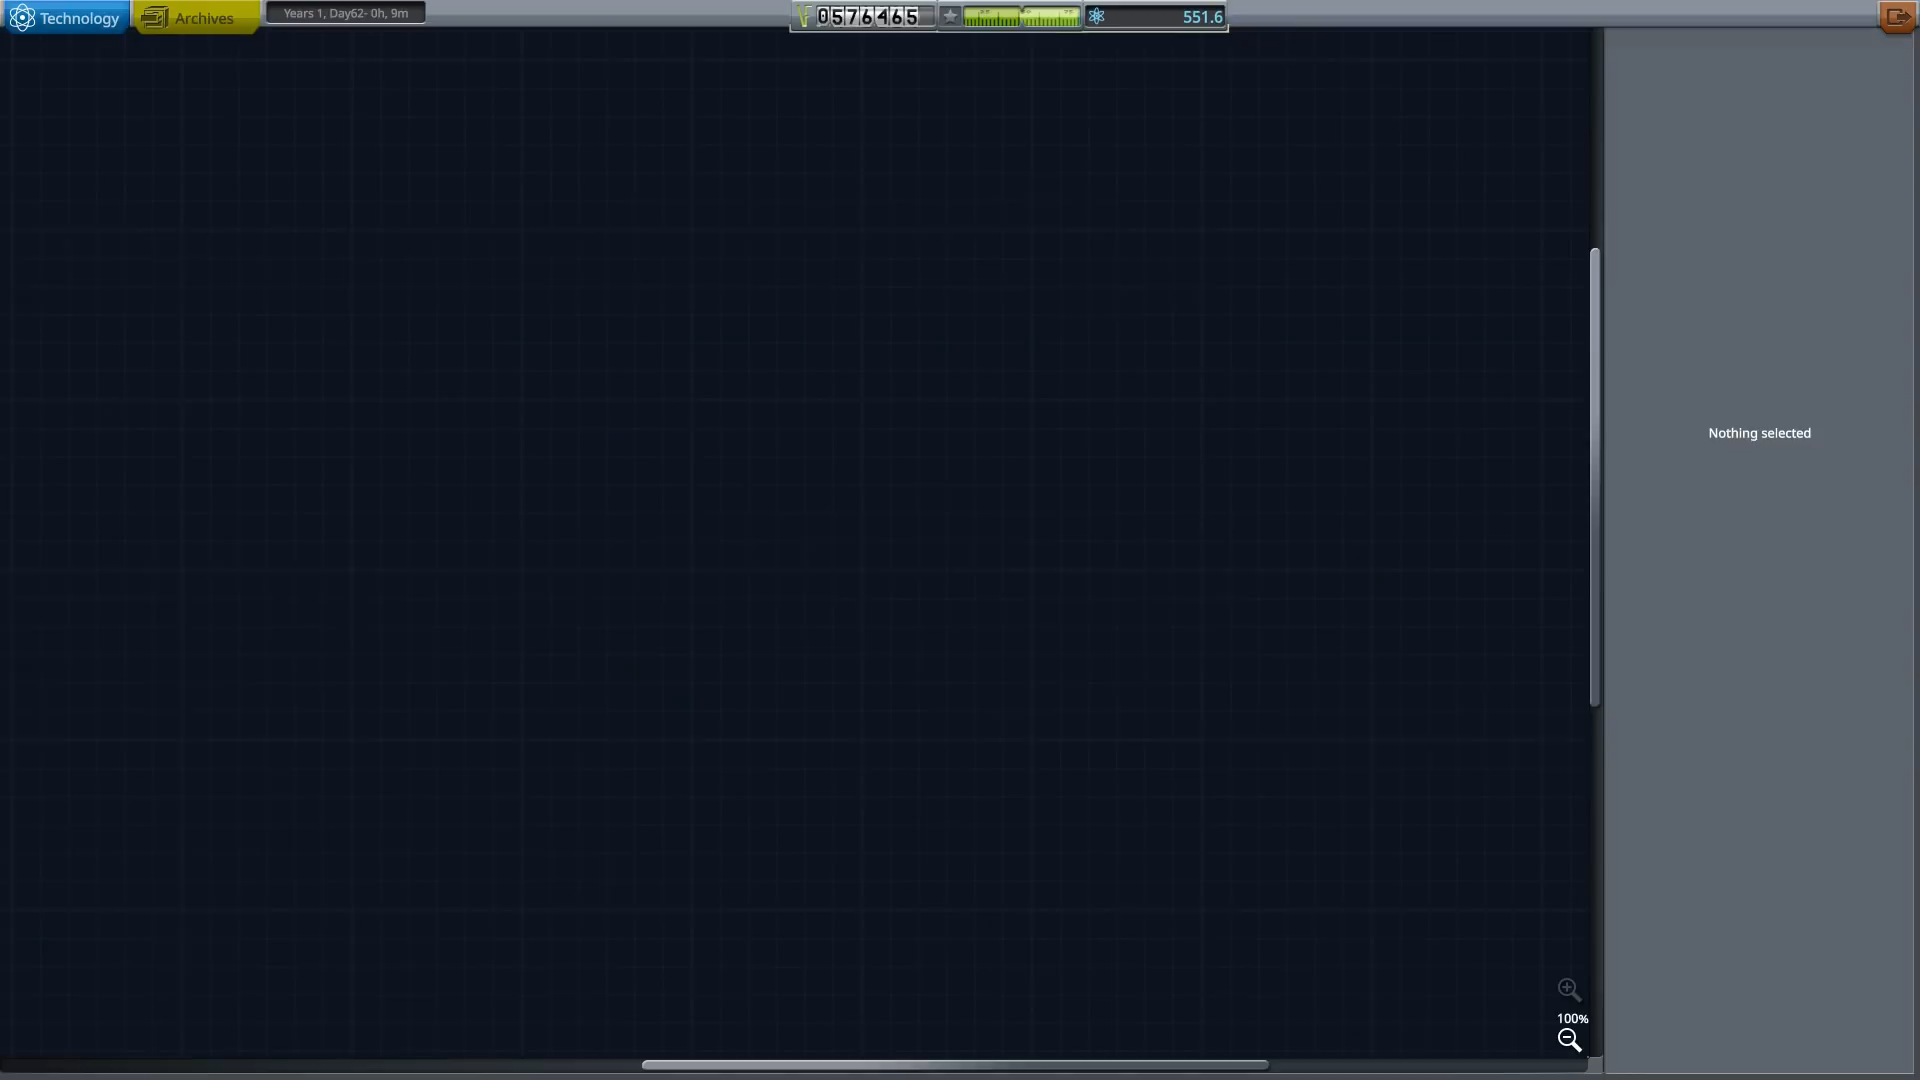 Technology
Archives
Years 1, Day62- 0h, 9m
0576465
551.6
Nothing selected
100%